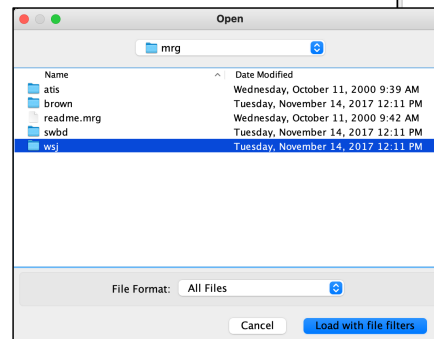 Open
mrg
Name Date Modified
atis Wednesday, October 11, 2000 9:39 AM
brown Tuesday, November 14, 2017 12:11 PM
readme.mrg Wednesday, October 11, 2000 9:42 AM
swbd Tuesday, November 14, 2017 12:11 PM
wsj Tuesday, November 14, 2017 12:11 PM
File Format: All Files
Cancel Load with file filters